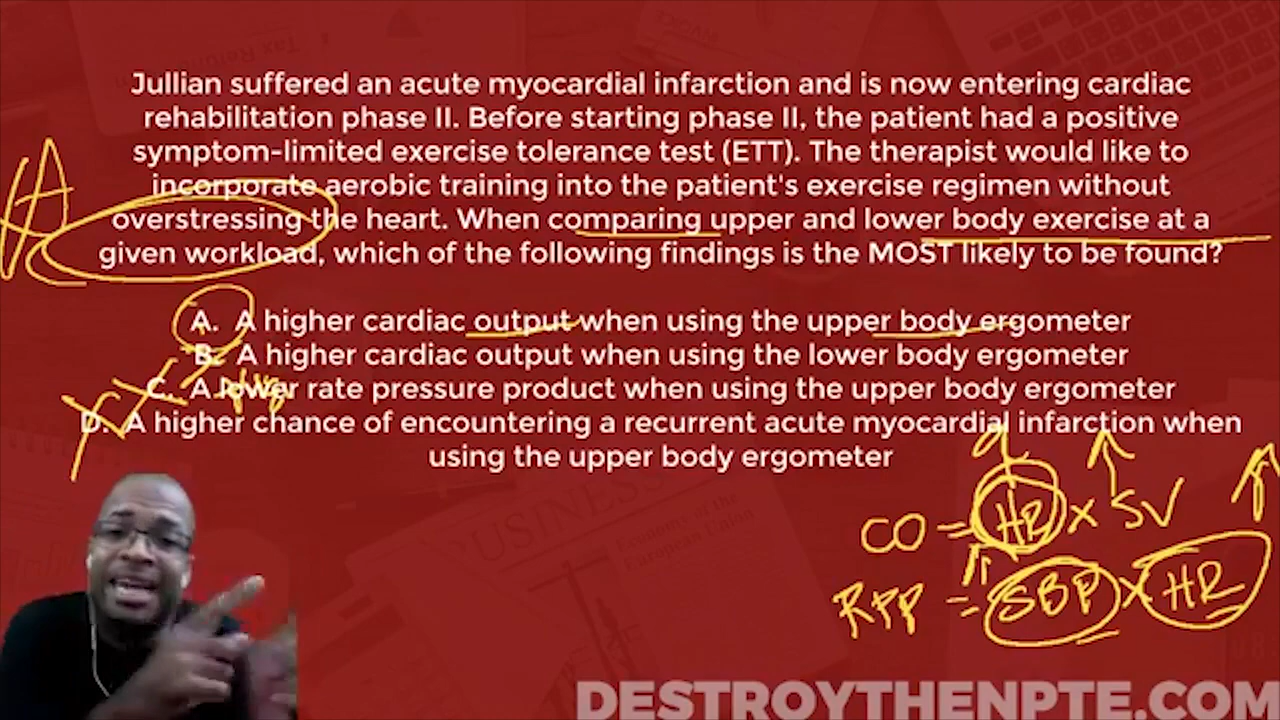 Jullian suffered an acute myocardial infarction and is now entering cardiac
rehabilitation phase II. Before starting phase II, the patient had a positive
symptom-limited exercise tolerance test (ETT). The therapist would like to
incorporate aerobic training into the patient's exercise regimen without
overstressing the heart. When comparing upper and lower body exercise at a
given workload, which of the following findings is the MOST likely to be found?
A. A higher cardiac output when using the upper body ergometer
B. A higher cardiac output when using the lower body ergometer
C. A lower rate pressure product when using the upper body ergometer
D. A higher chance of encountering a recurrent acute myocardial infarction when
using the upper body ergometer
CO = HR x SV
RPP = SBP x HR
DESTROYTHENPTE.COM